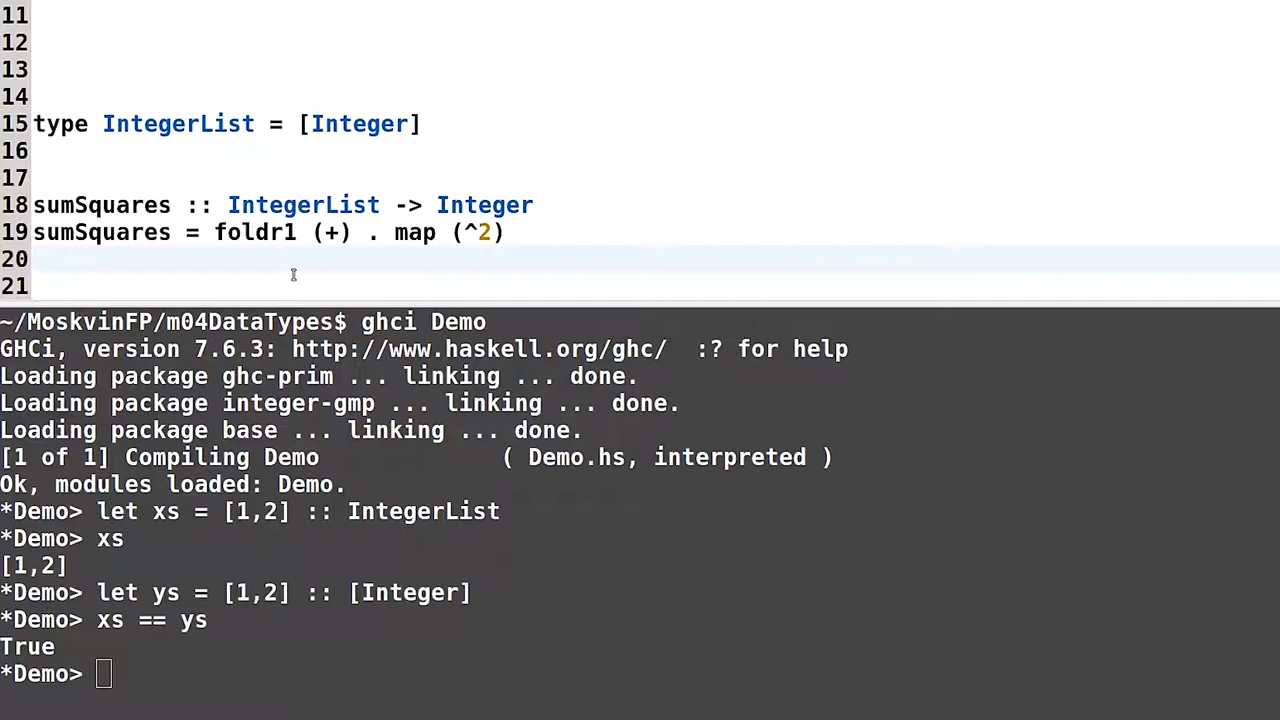 11
12
13
14
15 type IntegerList = [Integer]
16
17
18 sumSquares :: IntegerList -> Integer
19 sumSquares = foldr1 (+) . map (^2)
20
21
~/MoskvinFP/m04DataTypes$ ghci Demo
GHCi, version 7.6.3: http://www.haskell.org/ghc/  :? for help
Loading package ghc-prim ... linking ... done.
Loading package integer-gmp ... linking ... done.
Loading package base ... linking ... done.
[1 of 1] Compiling Demo             ( Demo.hs, interpreted )
Ok, modules loaded: Demo.
*Demo> let xs = [1,2] :: IntegerList
*Demo> xs
[1,2]
*Demo> let ys = [1,2] :: [Integer]
*Demo> xs == ys
True
*Demo>